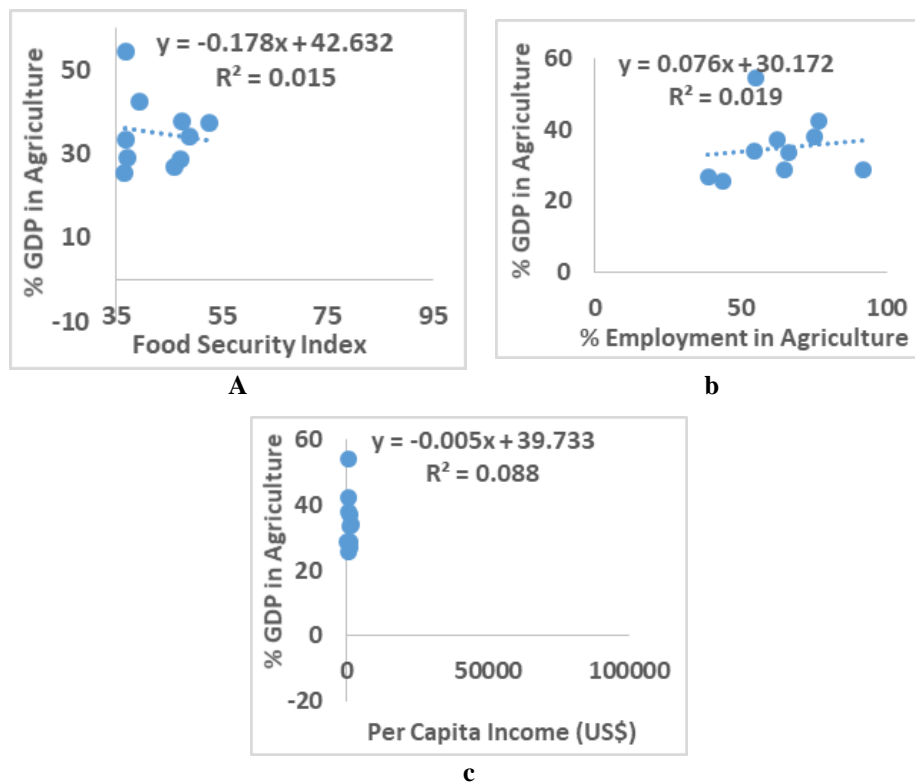 y = -0.178x + 42.632
R² = 0.015
50
30
10
-10
% GDP in Agriculture
35 55 75 95
Food Security Index
A
y = 0.076x + 30.172
R² = 0.019
60
40
20
0
% GDP in Agriculture
0 50 100
% Employment in Agriculture
b
y = -0.005x + 39.733
R² = 0.088
60
40
20
0
-20
% GDP in Agriculture
0 50000 100000
Per Capita Income (US$)
c